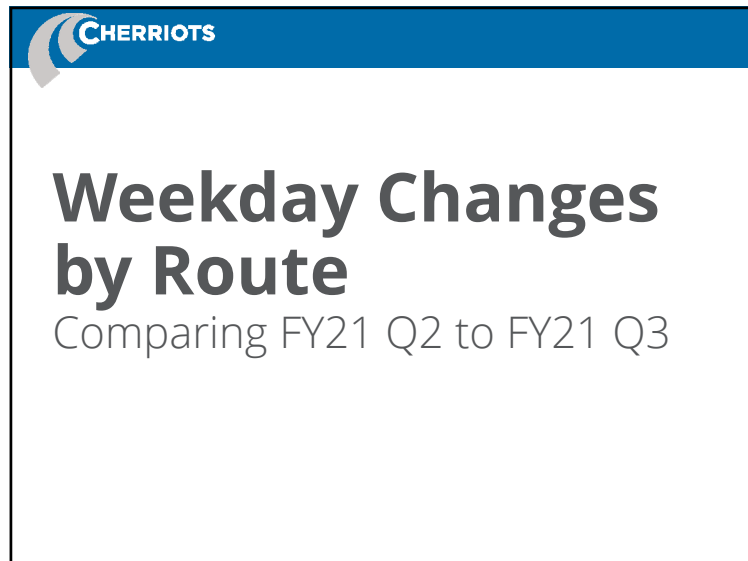 CHERRIOTS
Weekday Changes
by Route
Comparing FY21 Q2 to FY21 Q3